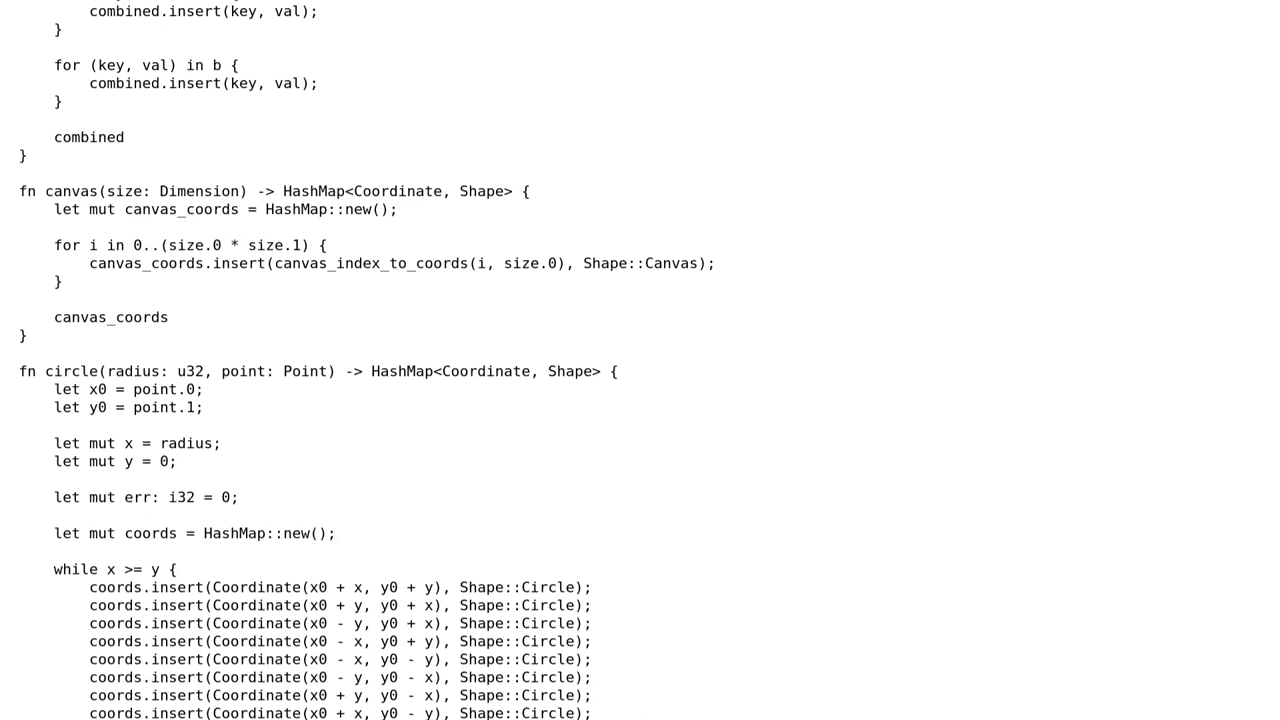 combined.insert(key, val);
    }

    for (key, val) in b {
        combined.insert(key, val);
    }

    combined
}

fn canvas(size: Dimension) -> HashMap<Coordinate, Shape> {
    let mut canvas_coords = HashMap::new();

    for i in 0..(size.0 * size.1) {
        canvas_coords.insert(canvas_index_to_coords(i, size.0), Shape::Canvas);
    }

    canvas_coords
}

fn circle(radius: u32, point: Point) -> HashMap<Coordinate, Shape> {
    let x0 = point.0;
    let y0 = point.1;

    let mut x = radius;
    let mut y = 0;

    let mut err: i32 = 0;

    let mut coords = HashMap::new();

    while x >= y {
        coords.insert(Coordinate(x0 + x, y0 + y), Shape::Circle);
        coords.insert(Coordinate(x0 + y, y0 + x), Shape::Circle);
        coords.insert(Coordinate(x0 - y, y0 + x), Shape::Circle);
        coords.insert(Coordinate(x0 - x, y0 + y), Shape::Circle);
        coords.insert(Coordinate(x0 - x, y0 - y), Shape::Circle);
        coords.insert(Coordinate(x0 - y, y0 - x), Shape::Circle);
        coords.insert(Coordinate(x0 + y, y0 - x), Shape::Circle);
        coords.insert(Coordinate(x0 + x, y0 - y), Shape::Circle);